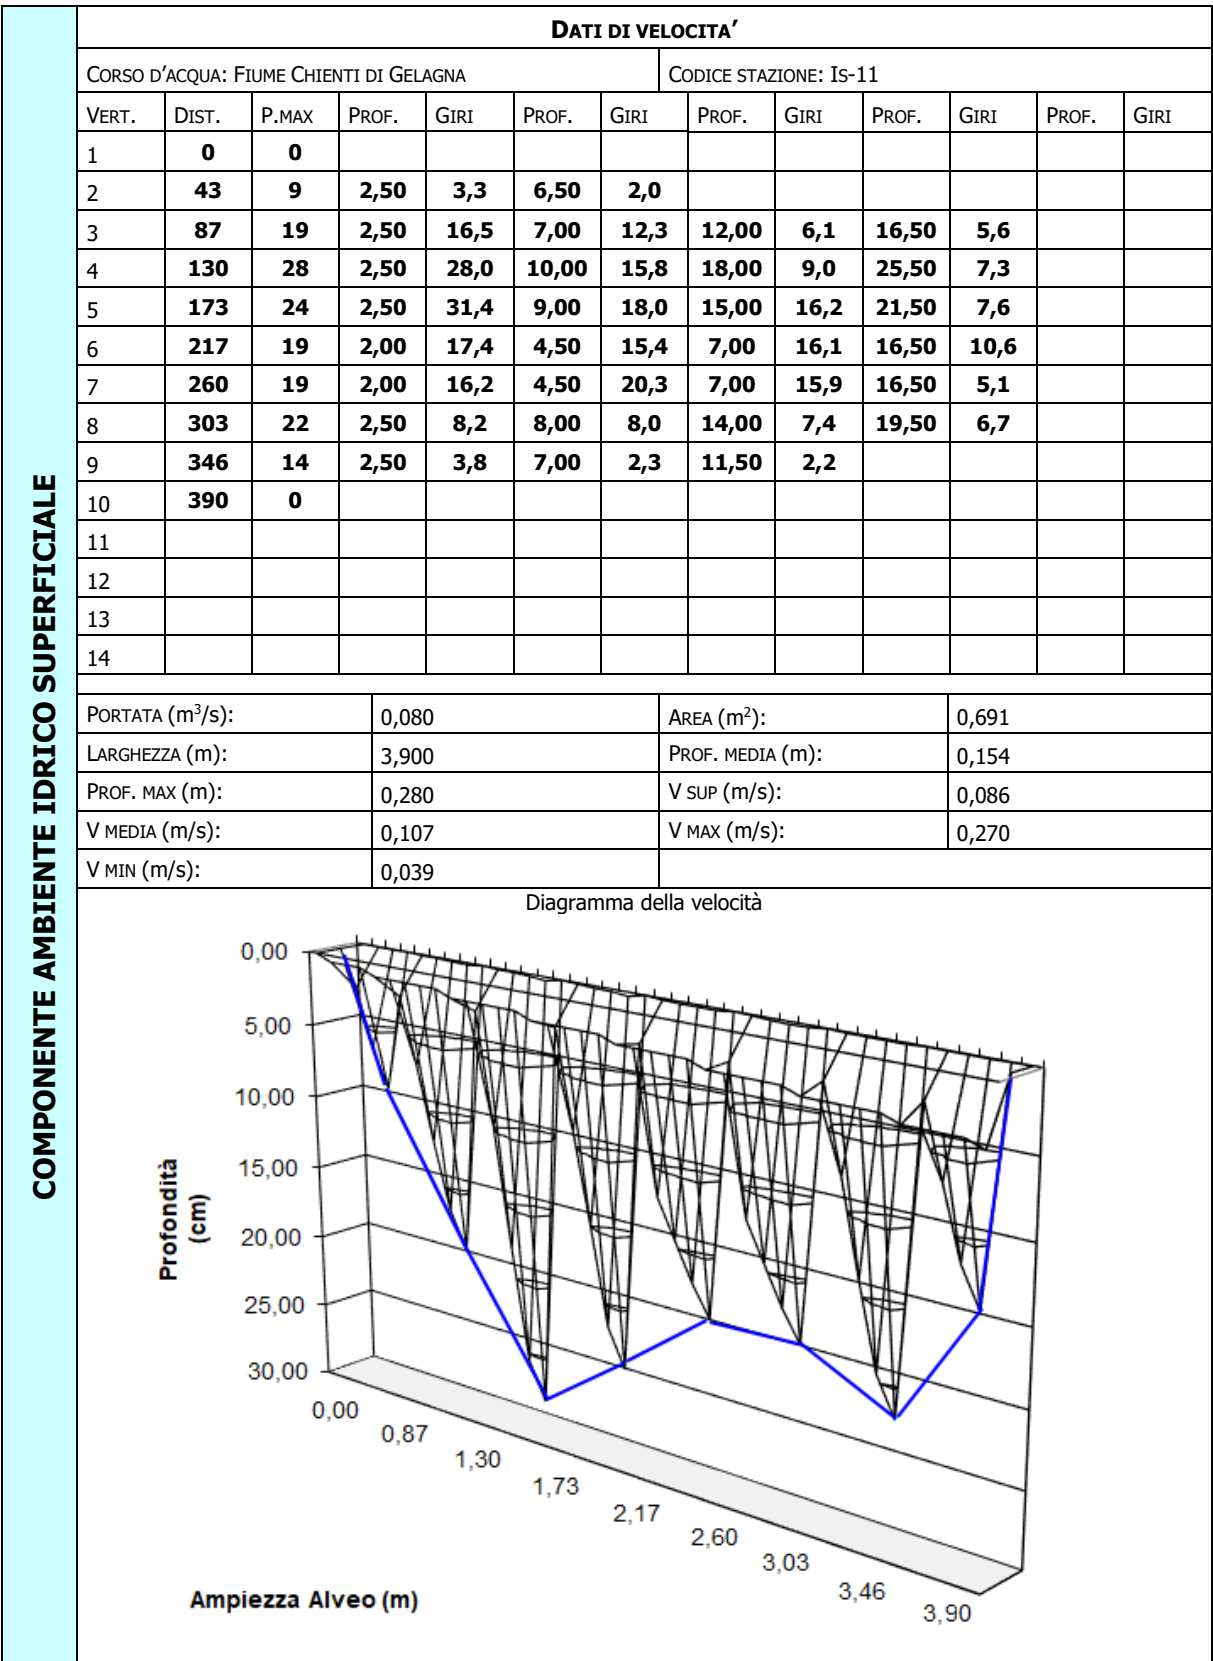 COMPONENTE AMBIENTE IDRICO SUPERFICIALE
DATI DI VELOCITA'
CORSO D'ACQUA: FIUME CHIENTI DI GELAGNA CODICE STAZIONE: IS-11
VERT. DIST. P.MAX PROF. GIRI PROF. GIRI PROF. GIRI PROF. GIRI PROF. GIRI
1 0 0
2 43 9 2,50 3,3 6,50 2,0
3 87 19 2,50 16,5 7,00 12,3 12,00 6,1 16,50 5,6
4 130 28 2,50 28,0 10,00 15,8 18,00 9,0 25,50 7,3
5 173 24 2,50 31,4 9,00 18,0 15,00 16,2 21,50 7,6
6 217 19 2,00 17,4 4,50 15,4 7,00 16,1 16,50 10,6
7 260 19 2,00 16,2 4,50 20,3 7,00 15,9 16,50 5,1
8 303 22 2,50 8,2 8,00 8,0 14,00 7,4 19,50 6,7
9 346 14 2,50 3,8 7,00 2,3 11,50 2,2
10 390 0
11
12
13
14
PORTATA (m³/s): 0,080 AREA (m²): 0,691
LARGHEZZA (m): 3,900 PROF. MEDIA (m): 0,154
PROF. MAX (m): 0,280 V SUP (m/s): 0,086
V MEDIA (m/s): 0,107 V MAX (m/s): 0,270
V MIN (m/s): 0,039
Diagramma della velocità
0,00
5,00
10,00
15,00
20,00
25,00
30,00
Profondità
(cm)
0,00
0,87
1,30
1,73
2,17
2,60
3,03
3,46
3,90
Ampiezza Alveo (m)